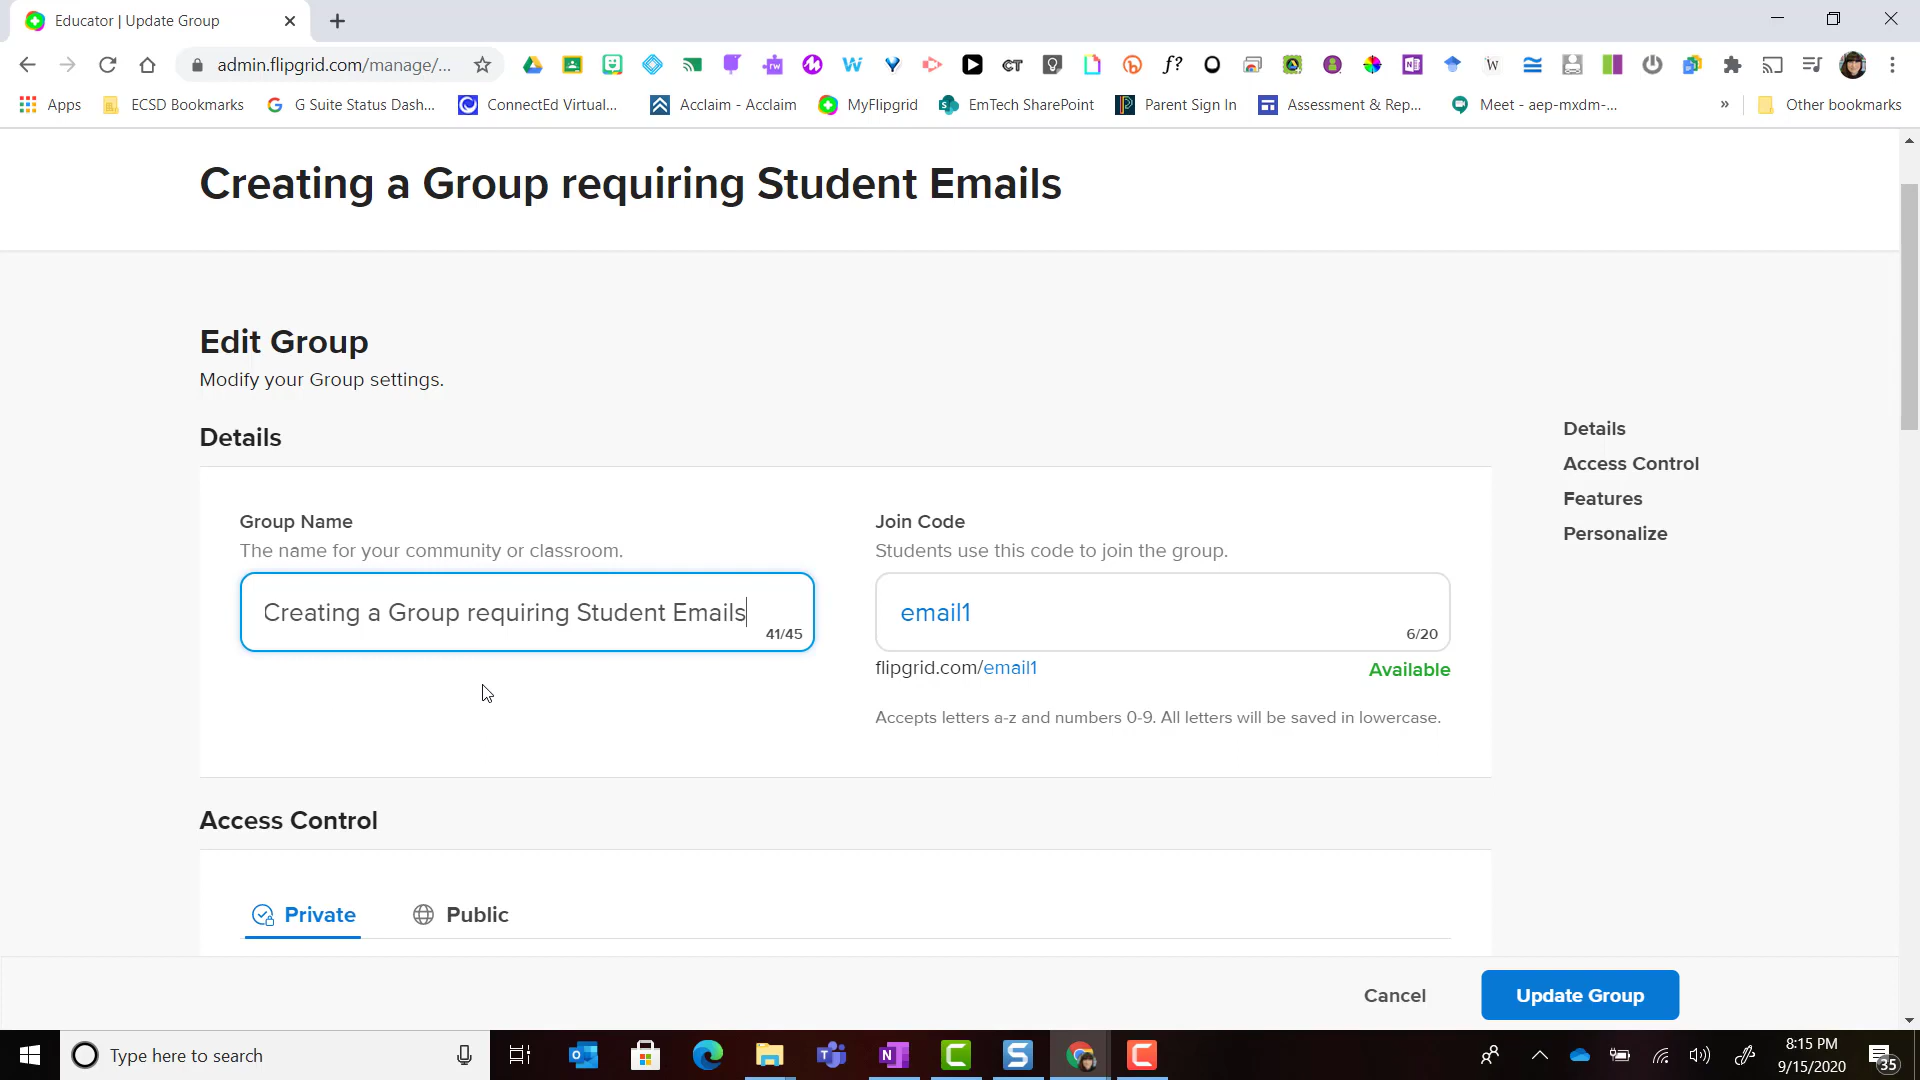 Educator | Update Group
admin.flipgrid.com/manage/...
Apps
ECSD Bookmarks
G Suite Status Dash...
ConnectEd Virtual...
Acclaim - Acclaim
MyFlipgrid
EmTech SharePoint
Parent Sign In
Assessment & Rep...
Meet - aep-mxdm-...
»
Other bookmarks
Creating a Group requiring Student Emails
Edit Group
Modify your Group settings.
Details
Group Name
The name for your community or classroom.
Creating a Group requiring Student Emails
41/45
Join Code
Students use this code to join the group.
email1
6/20
flipgrid.com/email1
Available
Accepts letters a-z and numbers 0-9. All letters will be saved in lowercase.
Details
Access Control
Features
Personalize
Access Control
Private
Public
Cancel
Update Group
Type here to search
8:15 PM
9/15/2020
35